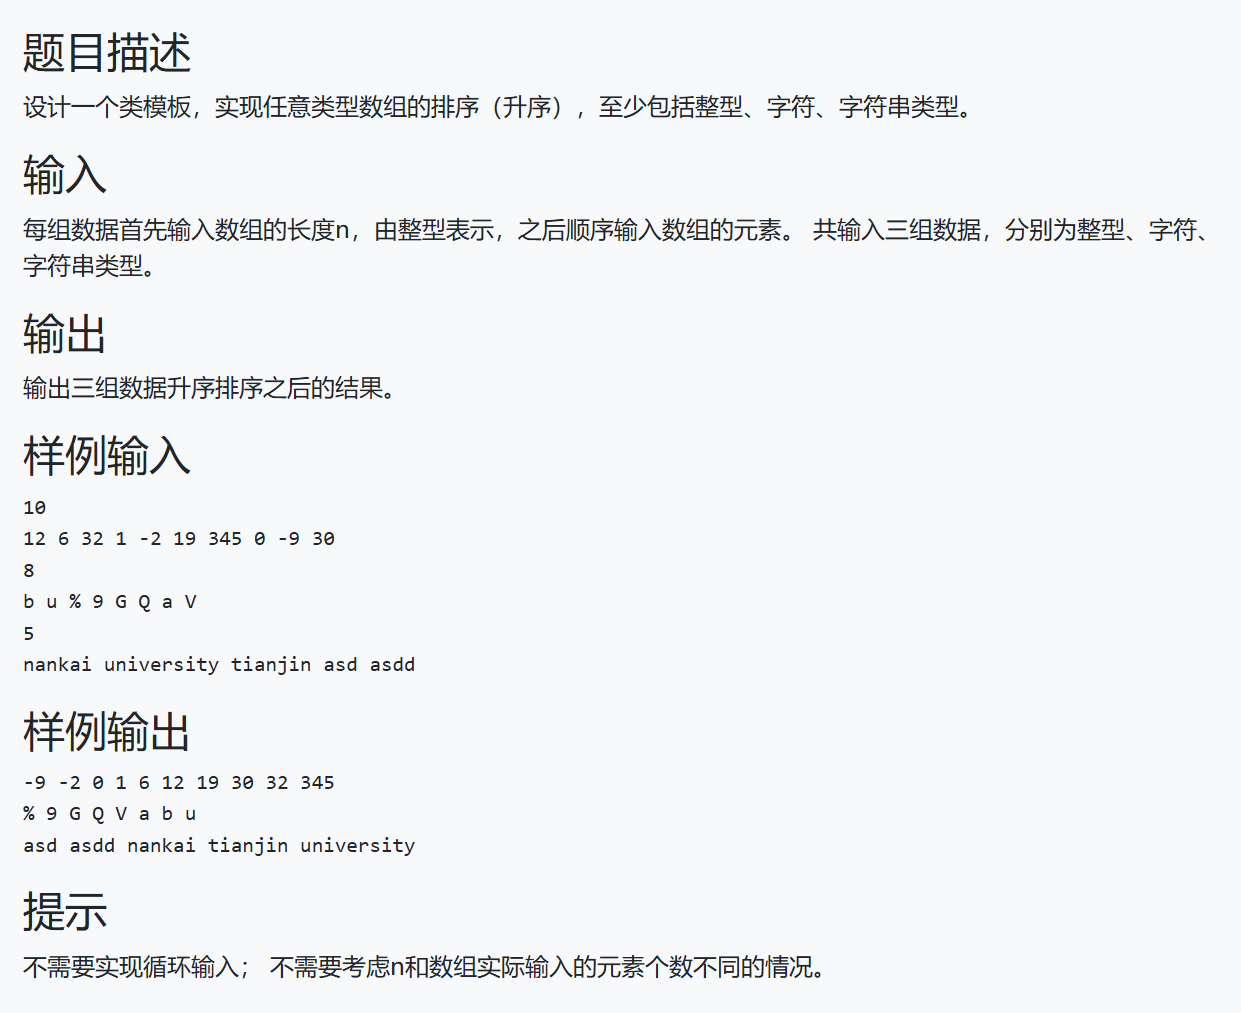 题目描述
设计一个类模板，实现任意类型数组的排序（升序），至少包括整型、字符、字符串类型。
输入
每组数据首先输入数组的长度n，由整型表示，之后顺序输入数组的元素。 共输入三组数据，分别为整型、字符、
字符串类型。
输出
输出三组数据升序排序之后的结果。
样例输入
10
12 6 32 1 -2 19 345 0 -9 30
8
b u % 9 G Q a V
5
nankai university tianjin asd asdd
样例输出
-9 -2 0 1 6 12 19 30 32 345
% 9 G Q V a b u
asd asdd nankai tianjin university
提示
不需要实现循环输入； 不需要考虑n和数组实际输入的元素个数不同的情况。